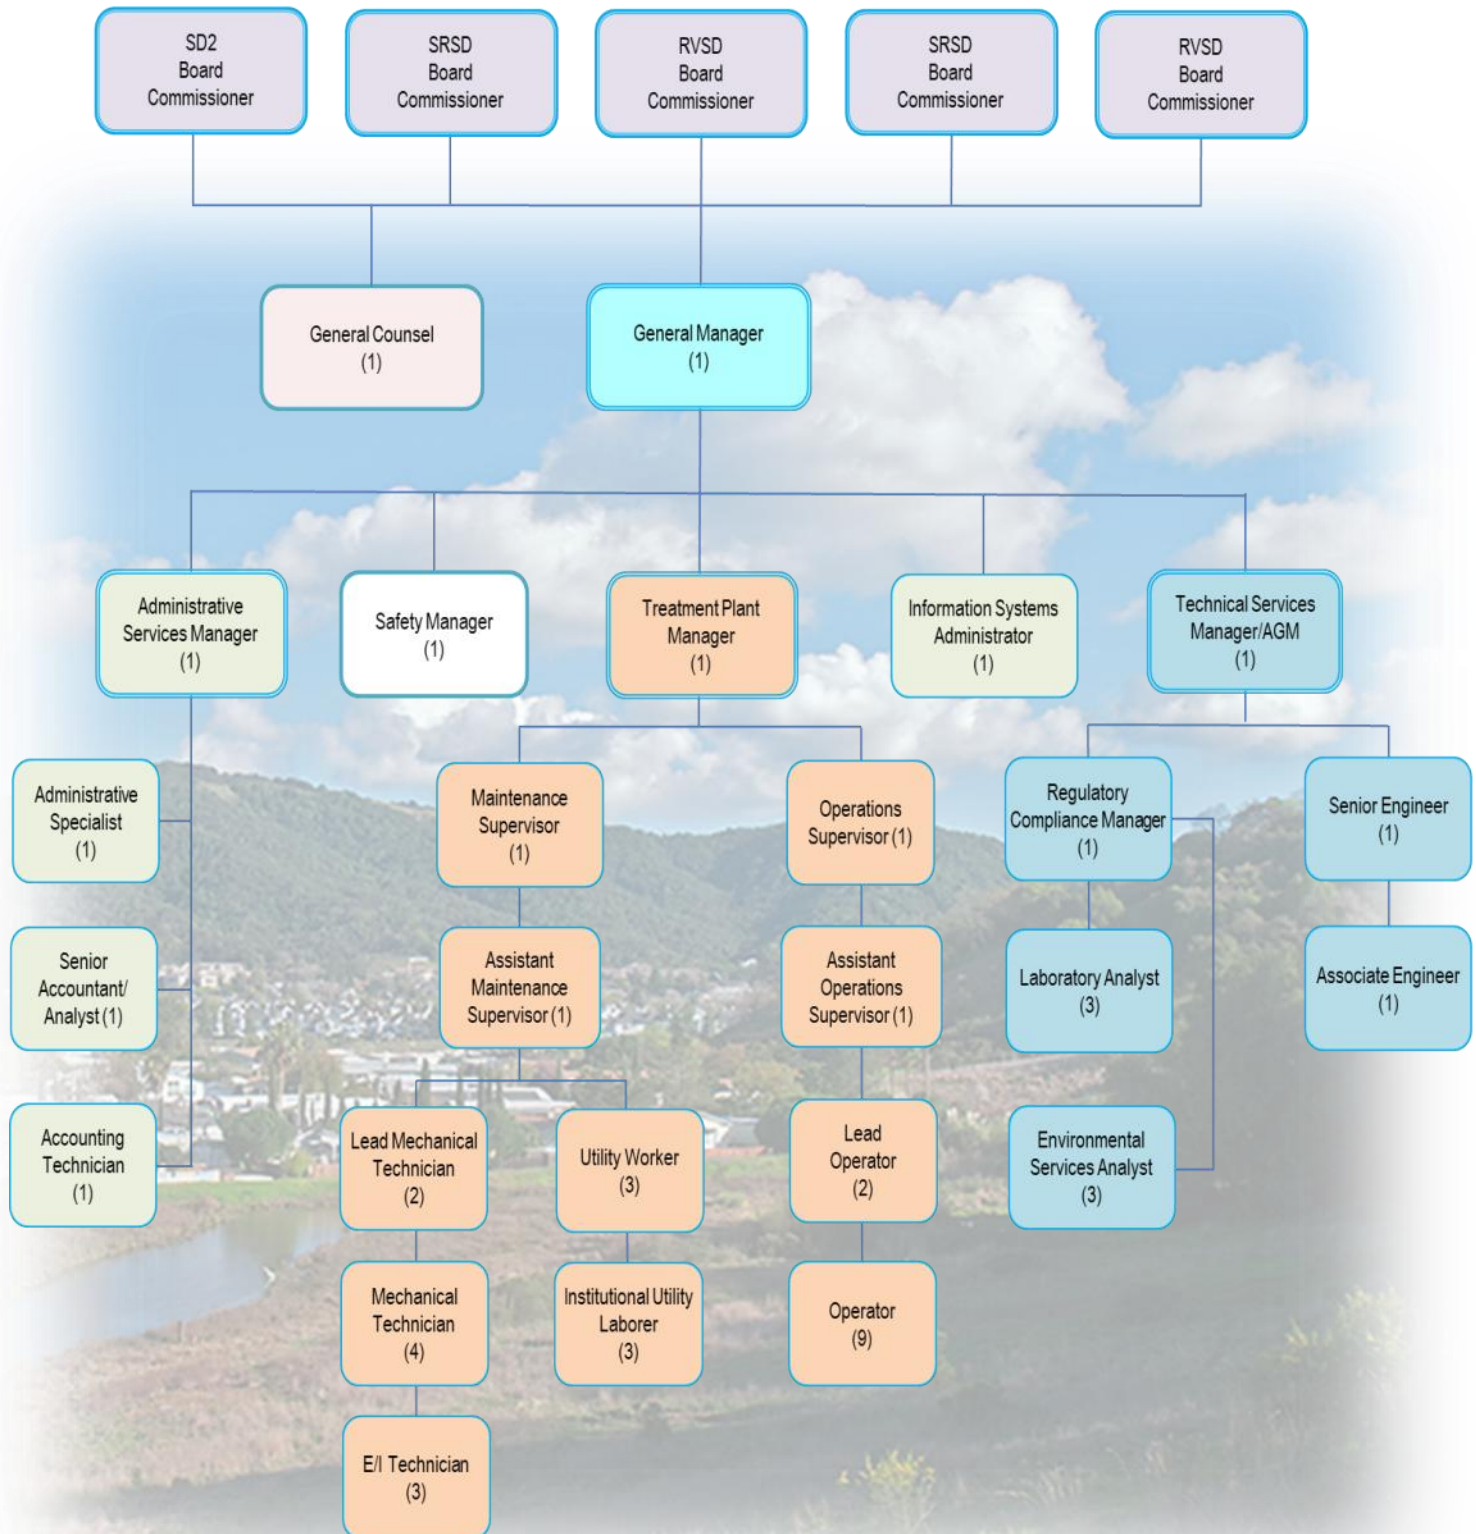 SD2
Board
Commissioner
SRSD
Board
Commissioner
RVSD
Board
Commissioner
SRSD
Board
Commissioner
RVSD
Board
Commissioner
General Counsel
(1)
General Manager
(1)
Administrative
Services Manager
(1)
Safety Manager
(1)
Treatment Plant
Manager
(1)
Information Systems
Administrator
(1)
Technical Services
Manager/AGM
(1)
Administrative
Specialist
(1)
Maintenance
Supervisor
(1)
Operations
Supervisor (1)
Regulatory
Compliance Manager
(1)
Senior Engineer
(1)
Senior
Accountant/
Analyst (1)
Assistant
Maintenance
Supervisor (1)
Assistant
Operations
Supervisor (1)
Laboratory Analyst
(3)
Associate Engineer
(1)
Accounting
Technician
(1)
Lead Mechanical
Technician
(2)
Utility Worker
(3)
Lead
Operator
(2)
Environmental
Services Analyst
(3)
Mechanical
Technician
(4)
Institutional Utility
Laborer
(3)
Operator
(9)
E/I Technician
(3)